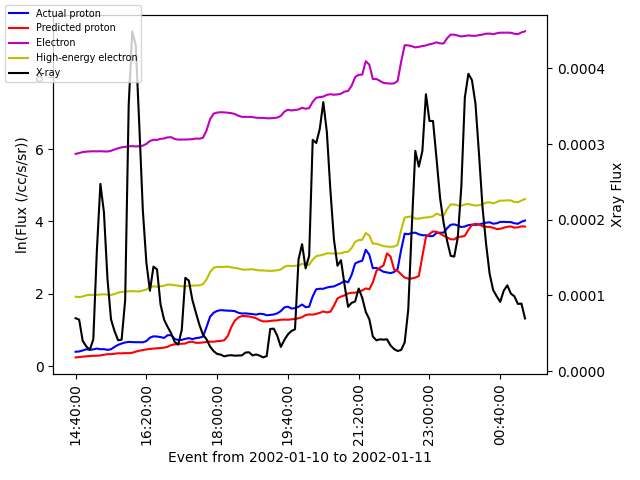 Actual proton
Predicted proton
Electron
High-energy electron
X-ray
ln(Flux (/cc/s/sr))
8
6
4
2
0
0.0004
0.0003
0.0002
0.0001
0.0000
Xray Flux
14:40:00
16:20:00
18:00:00
19:40:00
21:20:00
23:00:00
00:40:00
Event from 2002-01-10 to 2002-01-11